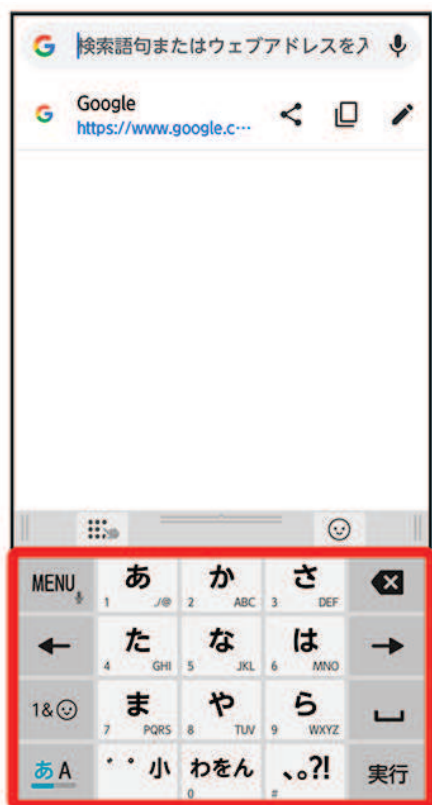 検索語句またはウェブアドレスを入
Google
https://www.google.c…
MENU あ か さ
1 ./@ 2 ABC 3 DEF
た な は
4 GHI 5 JKL 6 MNO
1&☺ ま や ら
7 PQRS 8 TUV 9 WXYZ
あA ゛゜小 わをん 、。?! 実行
0 #